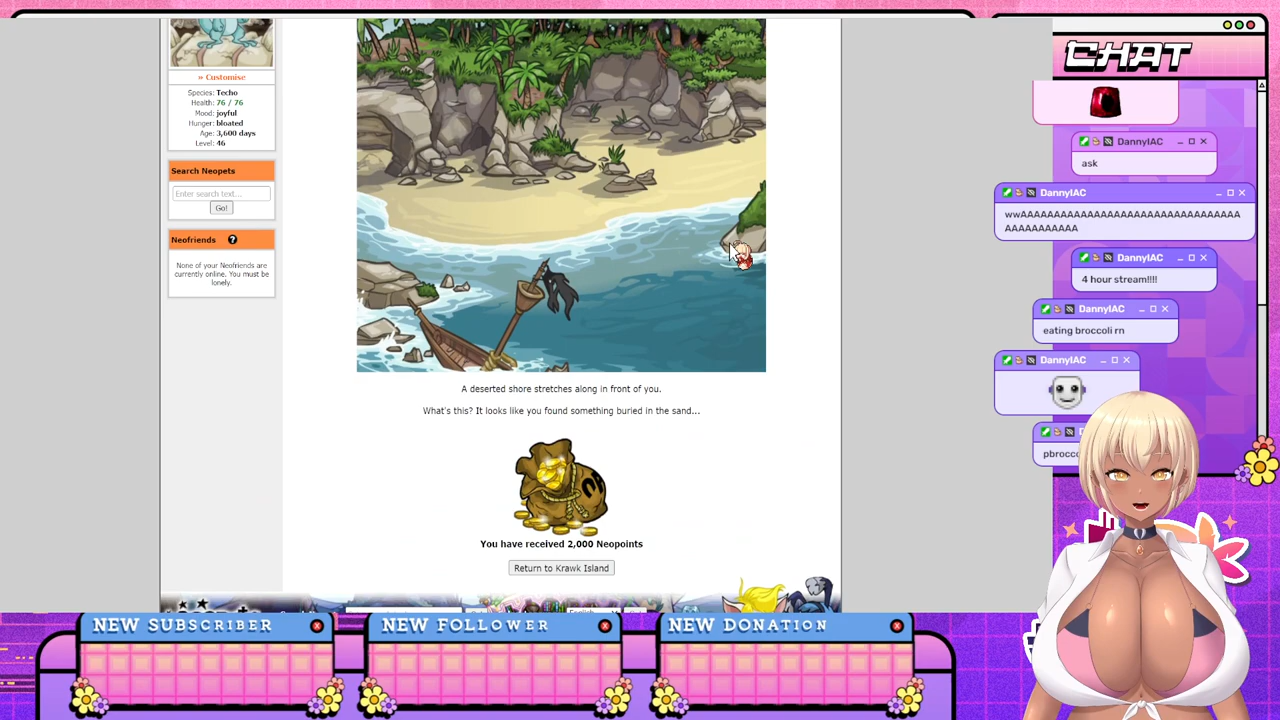 » Customise
Species: Techo
Health: 76 / 76
Mood: joyful
Hunger: bloated
Age: 3,600 days
Level: 46
Search Neopets
Enter search text...
Go!
Neofriends ?
None of your Neofriends are
currently online. You must be
lonely.
A deserted shore stretches along in front of you.
What's this? It looks like you found something buried in the sand...
You have received 2,000 Neopoints
Return to Krawk Island
English
CHAT
DannyIAC
ask
DannyIAC
wwAAAAAAAAAAAAAAAAAAAAAAAAAAAAAAAAA
AAAAAAAAAAA
DannyIAC
4 hour stream!!!!
DannyIAC
eating broccoli rn
DannyIAC
NEW SUBSCRIBER
NEW FOLLOWER
NEW DONATION